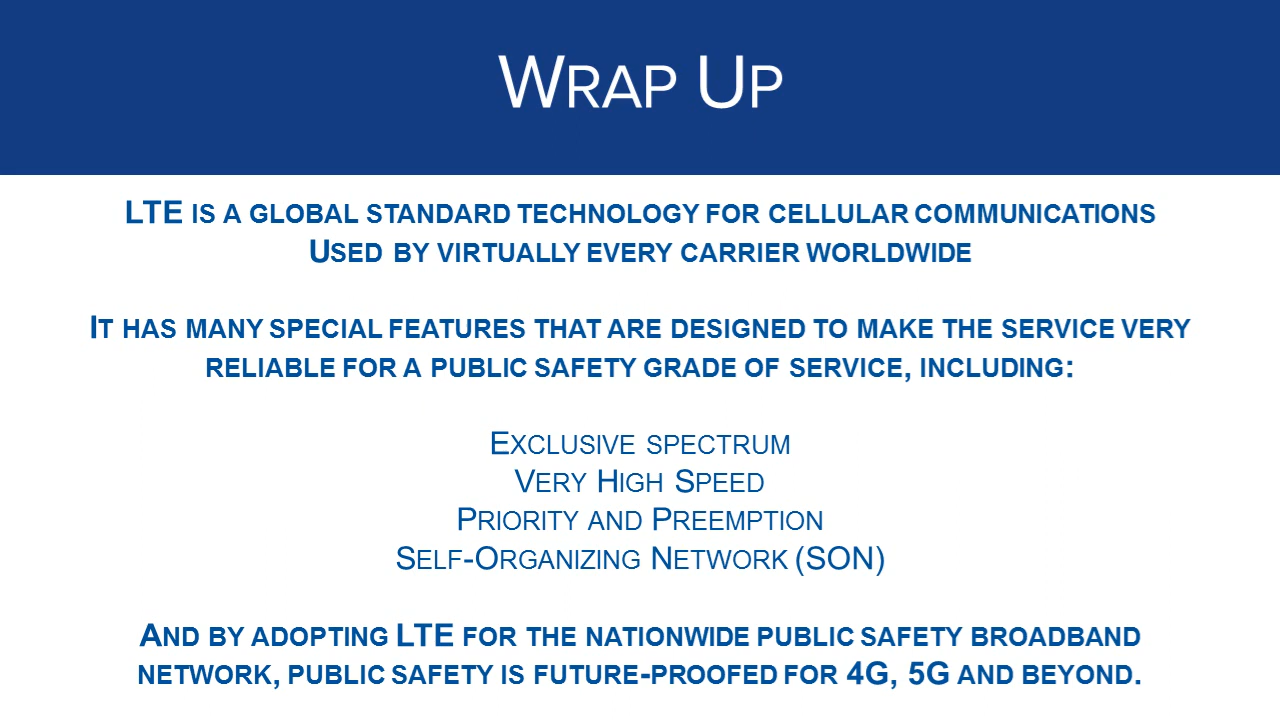 Wrap Up
LTE is a global standard technology for cellular communications
Used by virtually every carrier worldwide
It has many special features that are designed to make the service very
reliable for a public safety grade of service, including:
Exclusive spectrum
Very High Speed
Priority and Preemption
Self-Organizing Network (SON)
And by adopting LTE for the nationwide public safety broadband
network, public safety is future-proofed for 4G, 5G and beyond.